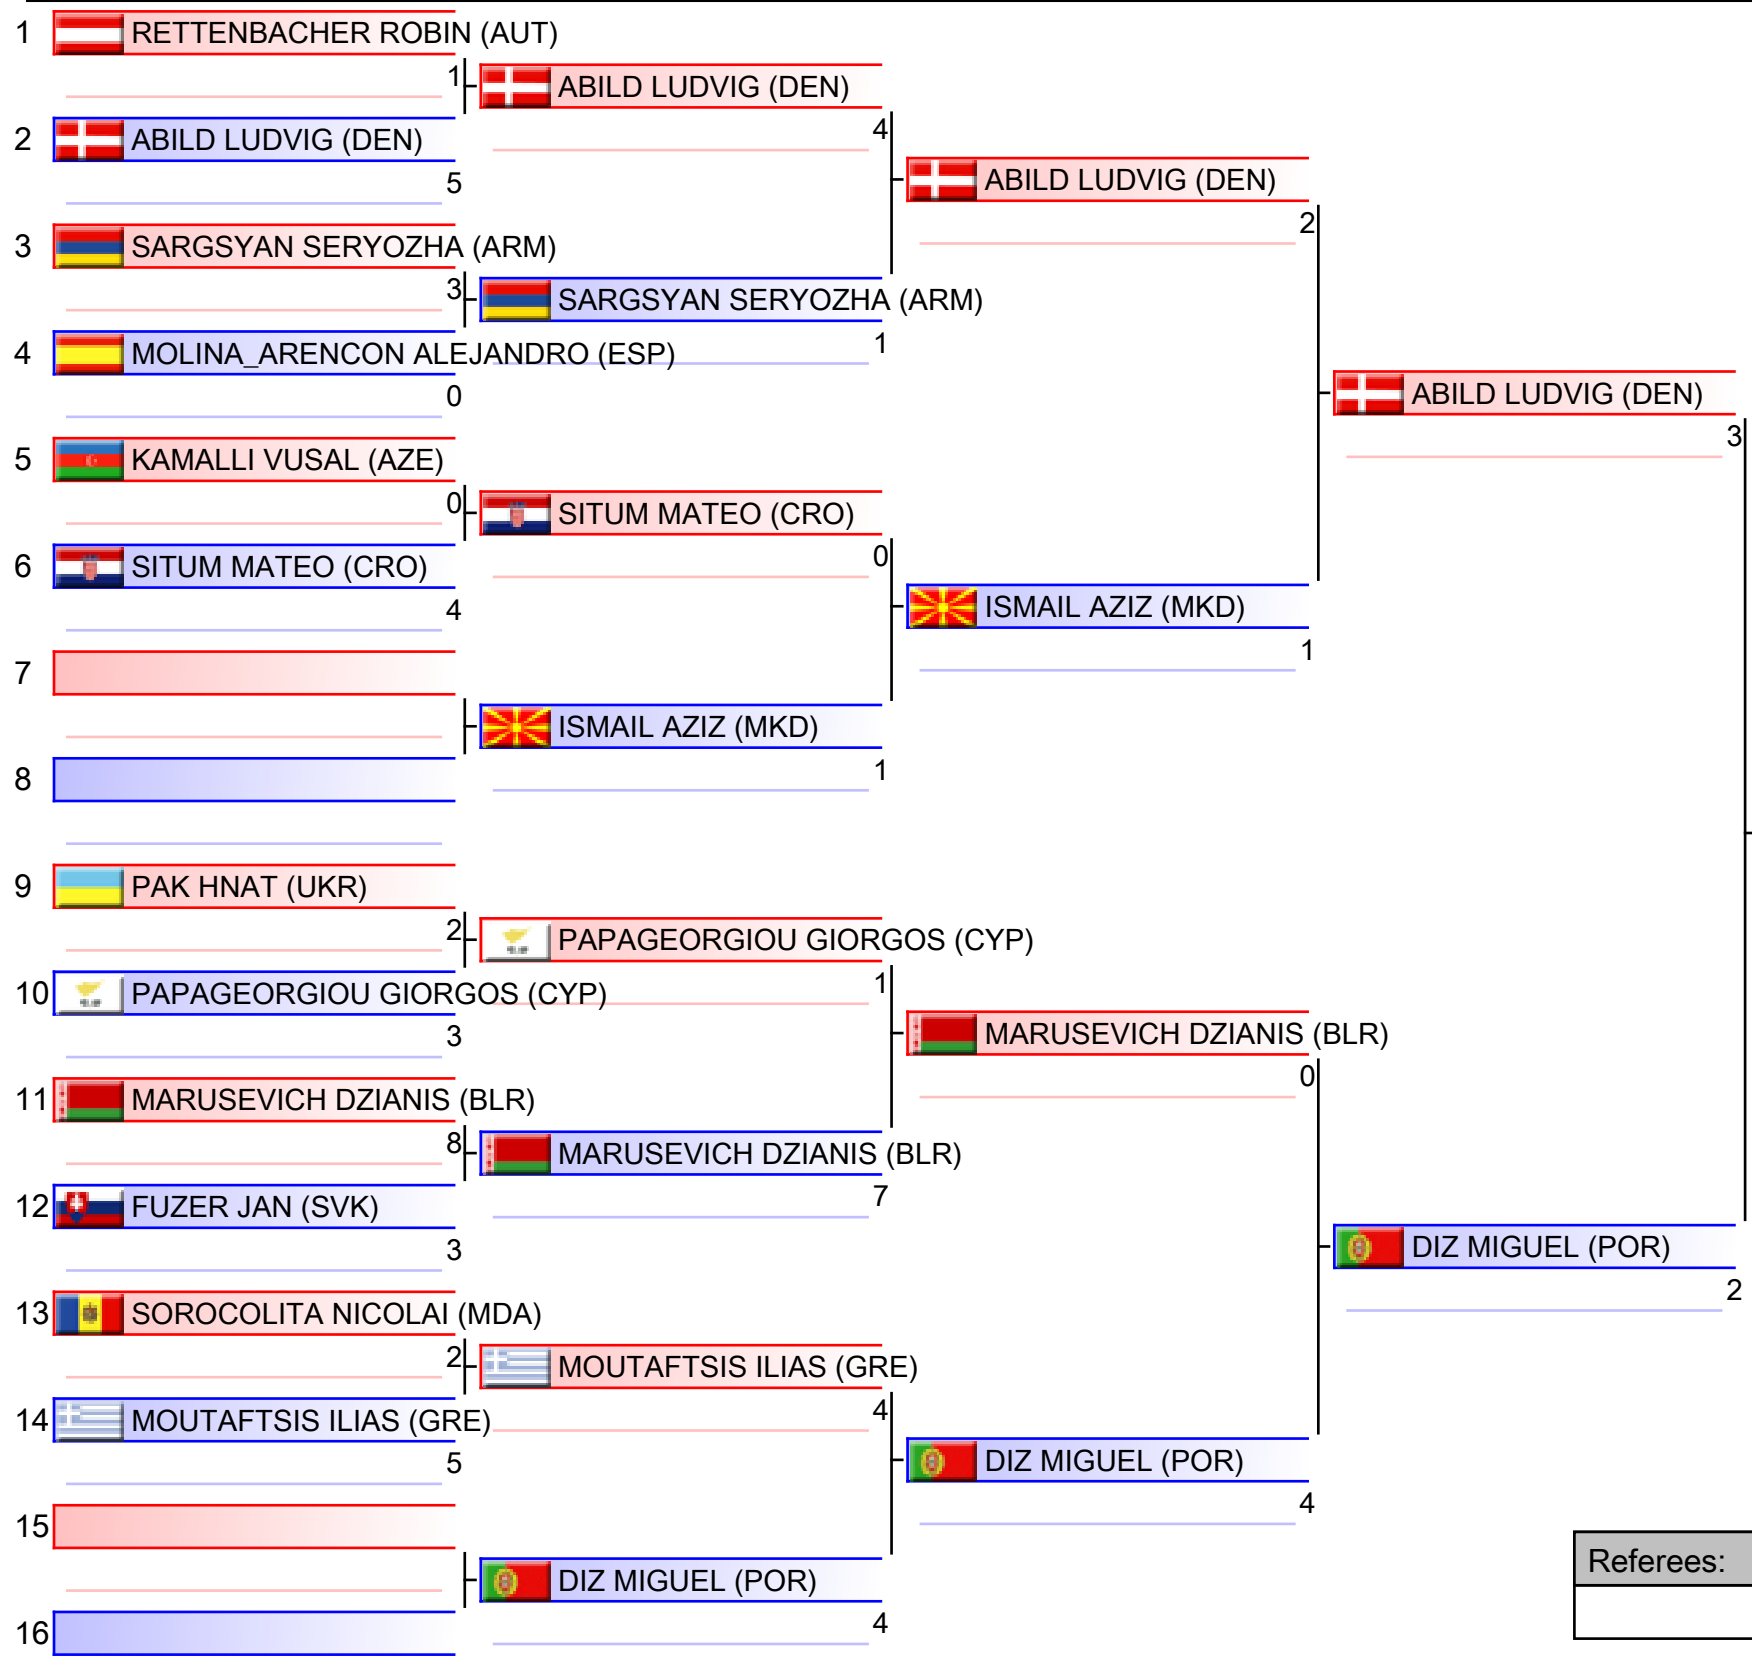 1 RETTENBACHER ROBIN (AUT)
1 ABILD LUDVIG (DEN)
2 ABILD LUDVIG (DEN) 4
5 ABILD LUDVIG (DEN)
2
3 SARGSYAN SERYOZHA (ARM)
3 SARGSYAN SERYOZHA (ARM)
4 MOLINA_ARENCON ALEJANDRO (ESP) 1
0 ABILD LUDVIG (DEN)
3
5 KAMALLI VUSAL (AZE)
0 SITUM MATEO (CRO)
6 SITUM MATEO (CRO) 0
4 ISMAIL AZIZ (MKD)
1
7
ISMAIL AZIZ (MKD)
8 1
9 PAK HNAT (UKR)
2 PAPAGEORGIOU GIORGOS (CYP)
10 PAPAGEORGIOU GIORGOS (CYP) 1
3 MARUSEVICH DZIANIS (BLR)
0
11 MARUSEVICH DZIANIS (BLR)
8 MARUSEVICH DZIANIS (BLR)
12 FUZER JAN (SVK) 7
3 DIZ MIGUEL (POR)
2
13 SOROCOLITA NICOLAI (MDA)
2 MOUTAFTSIS ILIAS (GRE)
14 MOUTAFTSIS ILIAS (GRE) 4
5 DIZ MIGUEL (POR)
4
15
Referees:
DIZ MIGUEL (POR)
16 4